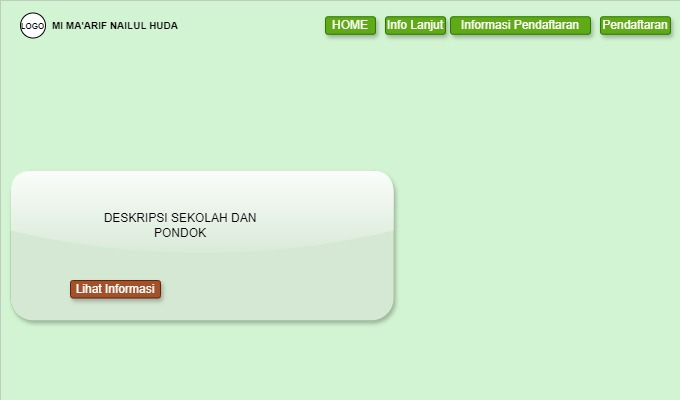 LOGO
MI MA'ARIF NAILUL HUDA
HOME
Info Lanjut
Informasi Pendaftaran
Pendaftaran
DESKRIPSI SEKOLAH DAN
PONDOK
Lihat Informasi